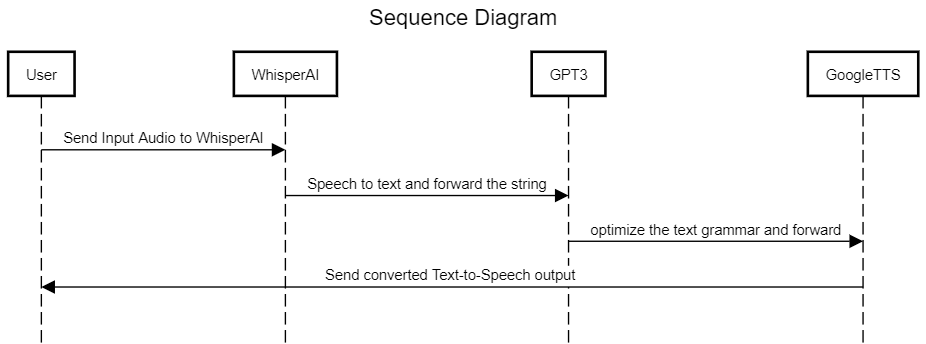 Sequence Diagram
User
WhisperAI
GPT3
GoogleTTS
Send Input Audio to WhisperAI
Speech to text and forward the string
optimize the text grammar and forward
Send converted Text-to-Speech output